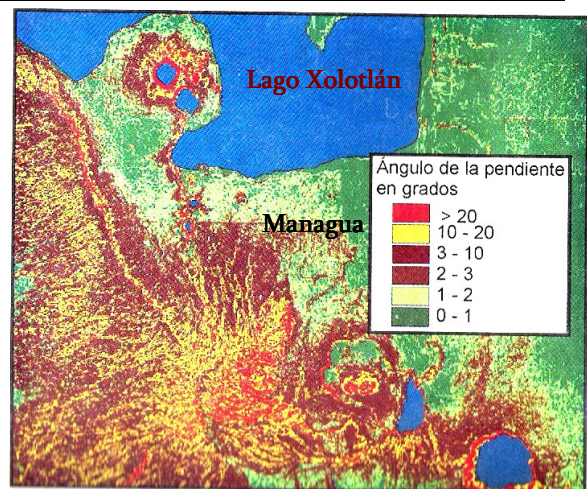 Lago Xolotlán
Managua
Ángulo de la pendiente
en grados
> 20
10 - 20
3 - 10
2 - 3
1 - 2
0 - 1